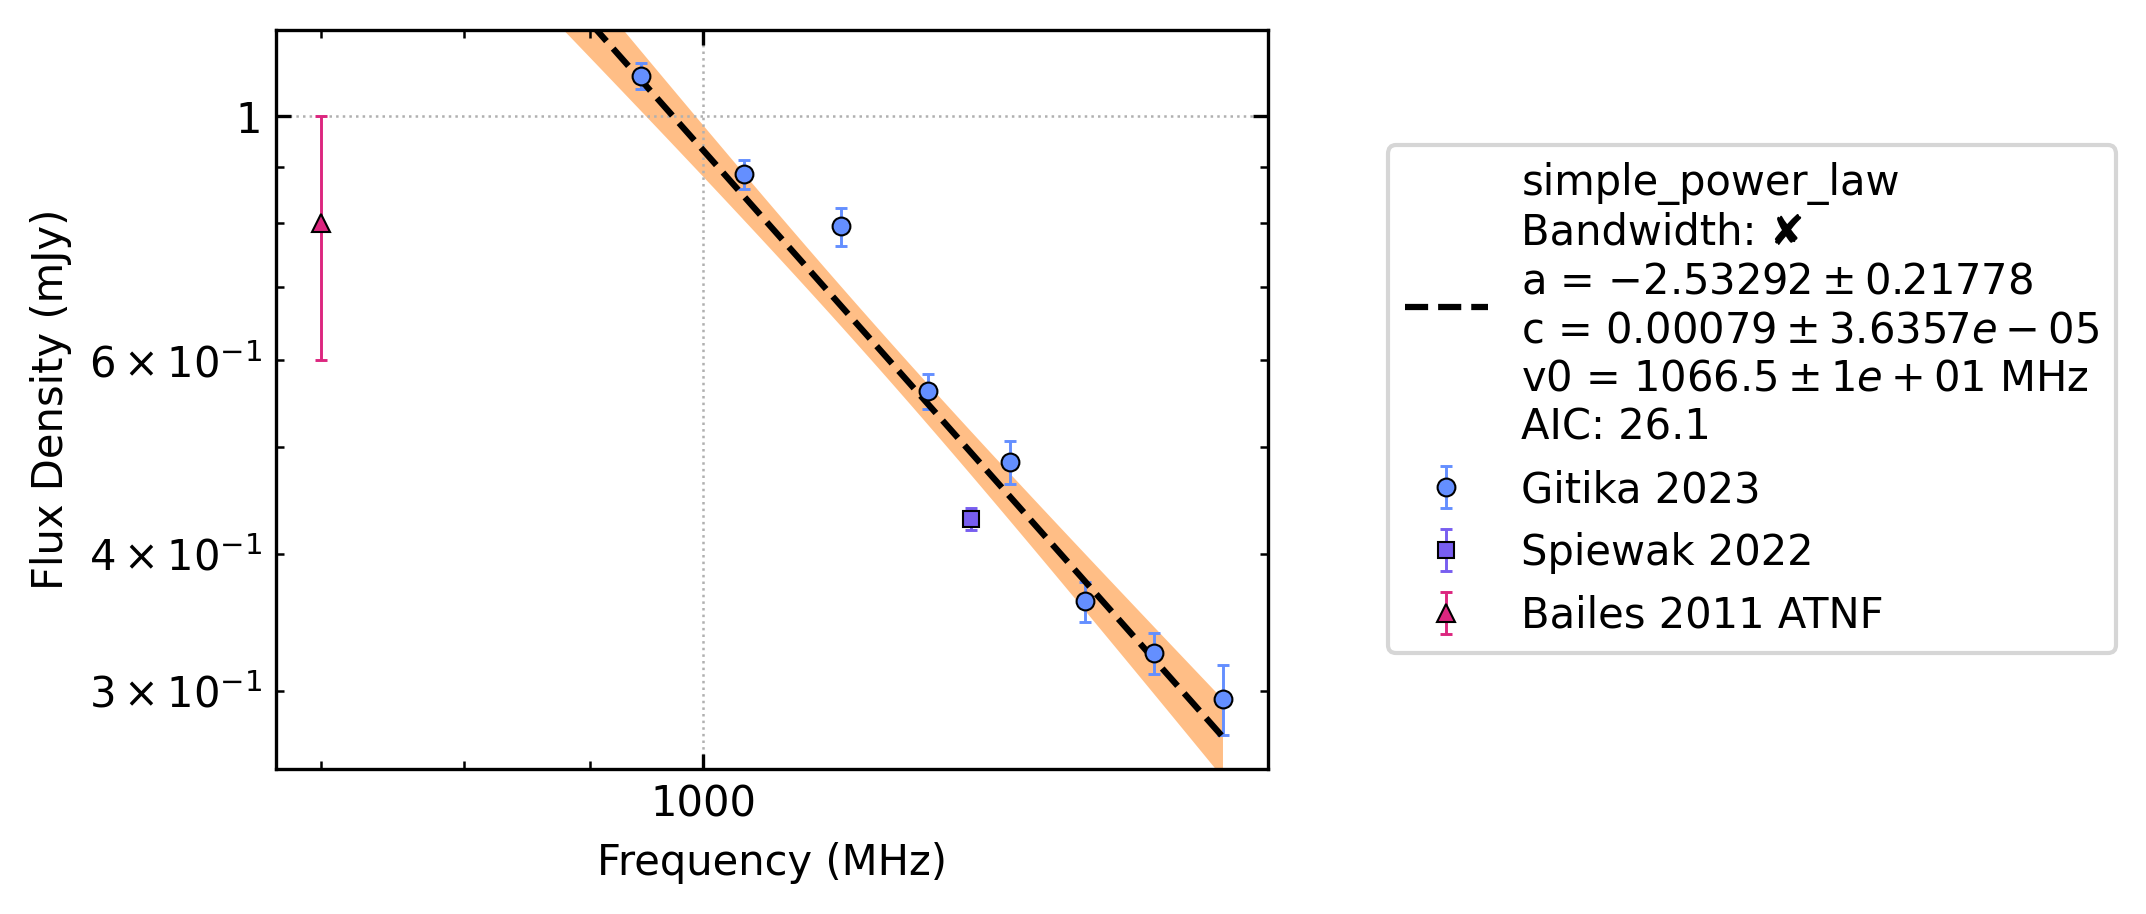 1
6 × 10⁻¹
4 × 10⁻¹
3 × 10⁻¹
Flux Density (mJy)
1000
Frequency (MHz)
simple_power_law
Bandwidth: ✘
a = −2.53292 ± 0.21778
c = 0.00079 ± 3.6357e − 05
v0 = 1066.5 ± 1e + 01 MHz
AIC: 26.1
Gitika 2023
Spiewak 2022
Bailes 2011 ATNF